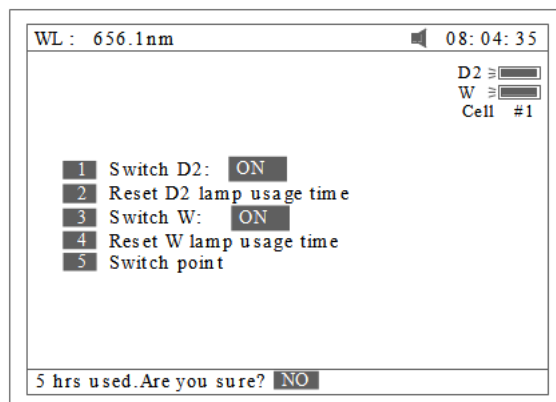 WL: 656.1nm 08:04:35
D2
W
Cell #1
1 Switch D2: ON
2 Reset D2 lamp usage time
3 Switch W: ON
4 Reset W lamp usage time
5 Switch point
5 hrs used.Are you sure? NO